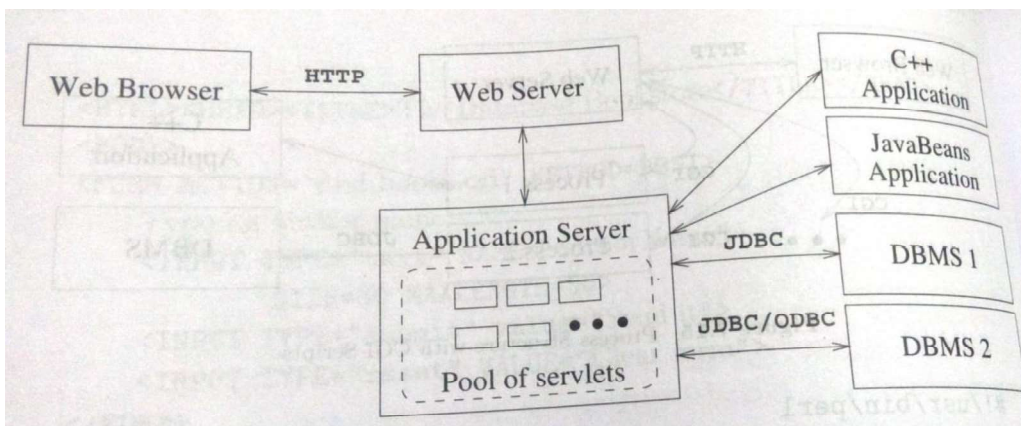 Web Browser
HTTP
Web Server
C++
Application
JavaBeans
Application
Application Server
JDBC
DBMS 1
JDBC/ODBC
DBMS 2
Pool of servlets